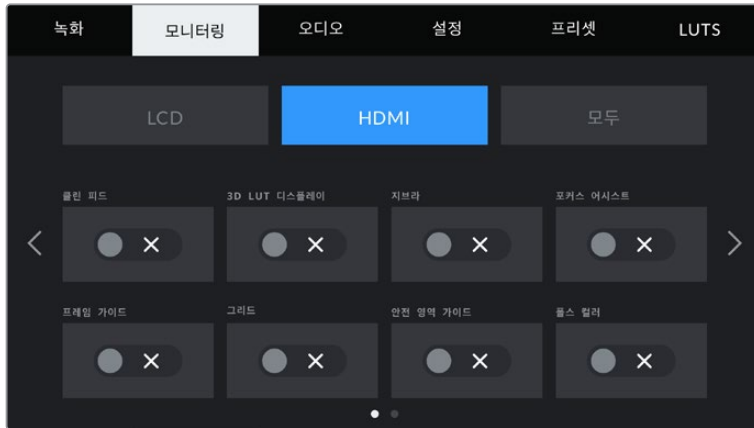 녹화 모니터링 오디오 설정 프리셋 LUTS
LCD HDMI 모두
클린 피드 3D LUT 디스플레이 지브라 포커스 어시스트
프레임 가이드 그리드 안전 영역 가이드 폴스 컬러